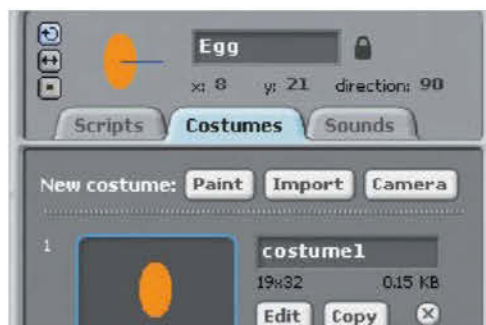 Egg
x: 8 y: 21 direction: 90
Scripts Costumes Sounds
New costume: Paint Import Camera
1
costume1
19x32 0.15 KB
Edit Copy